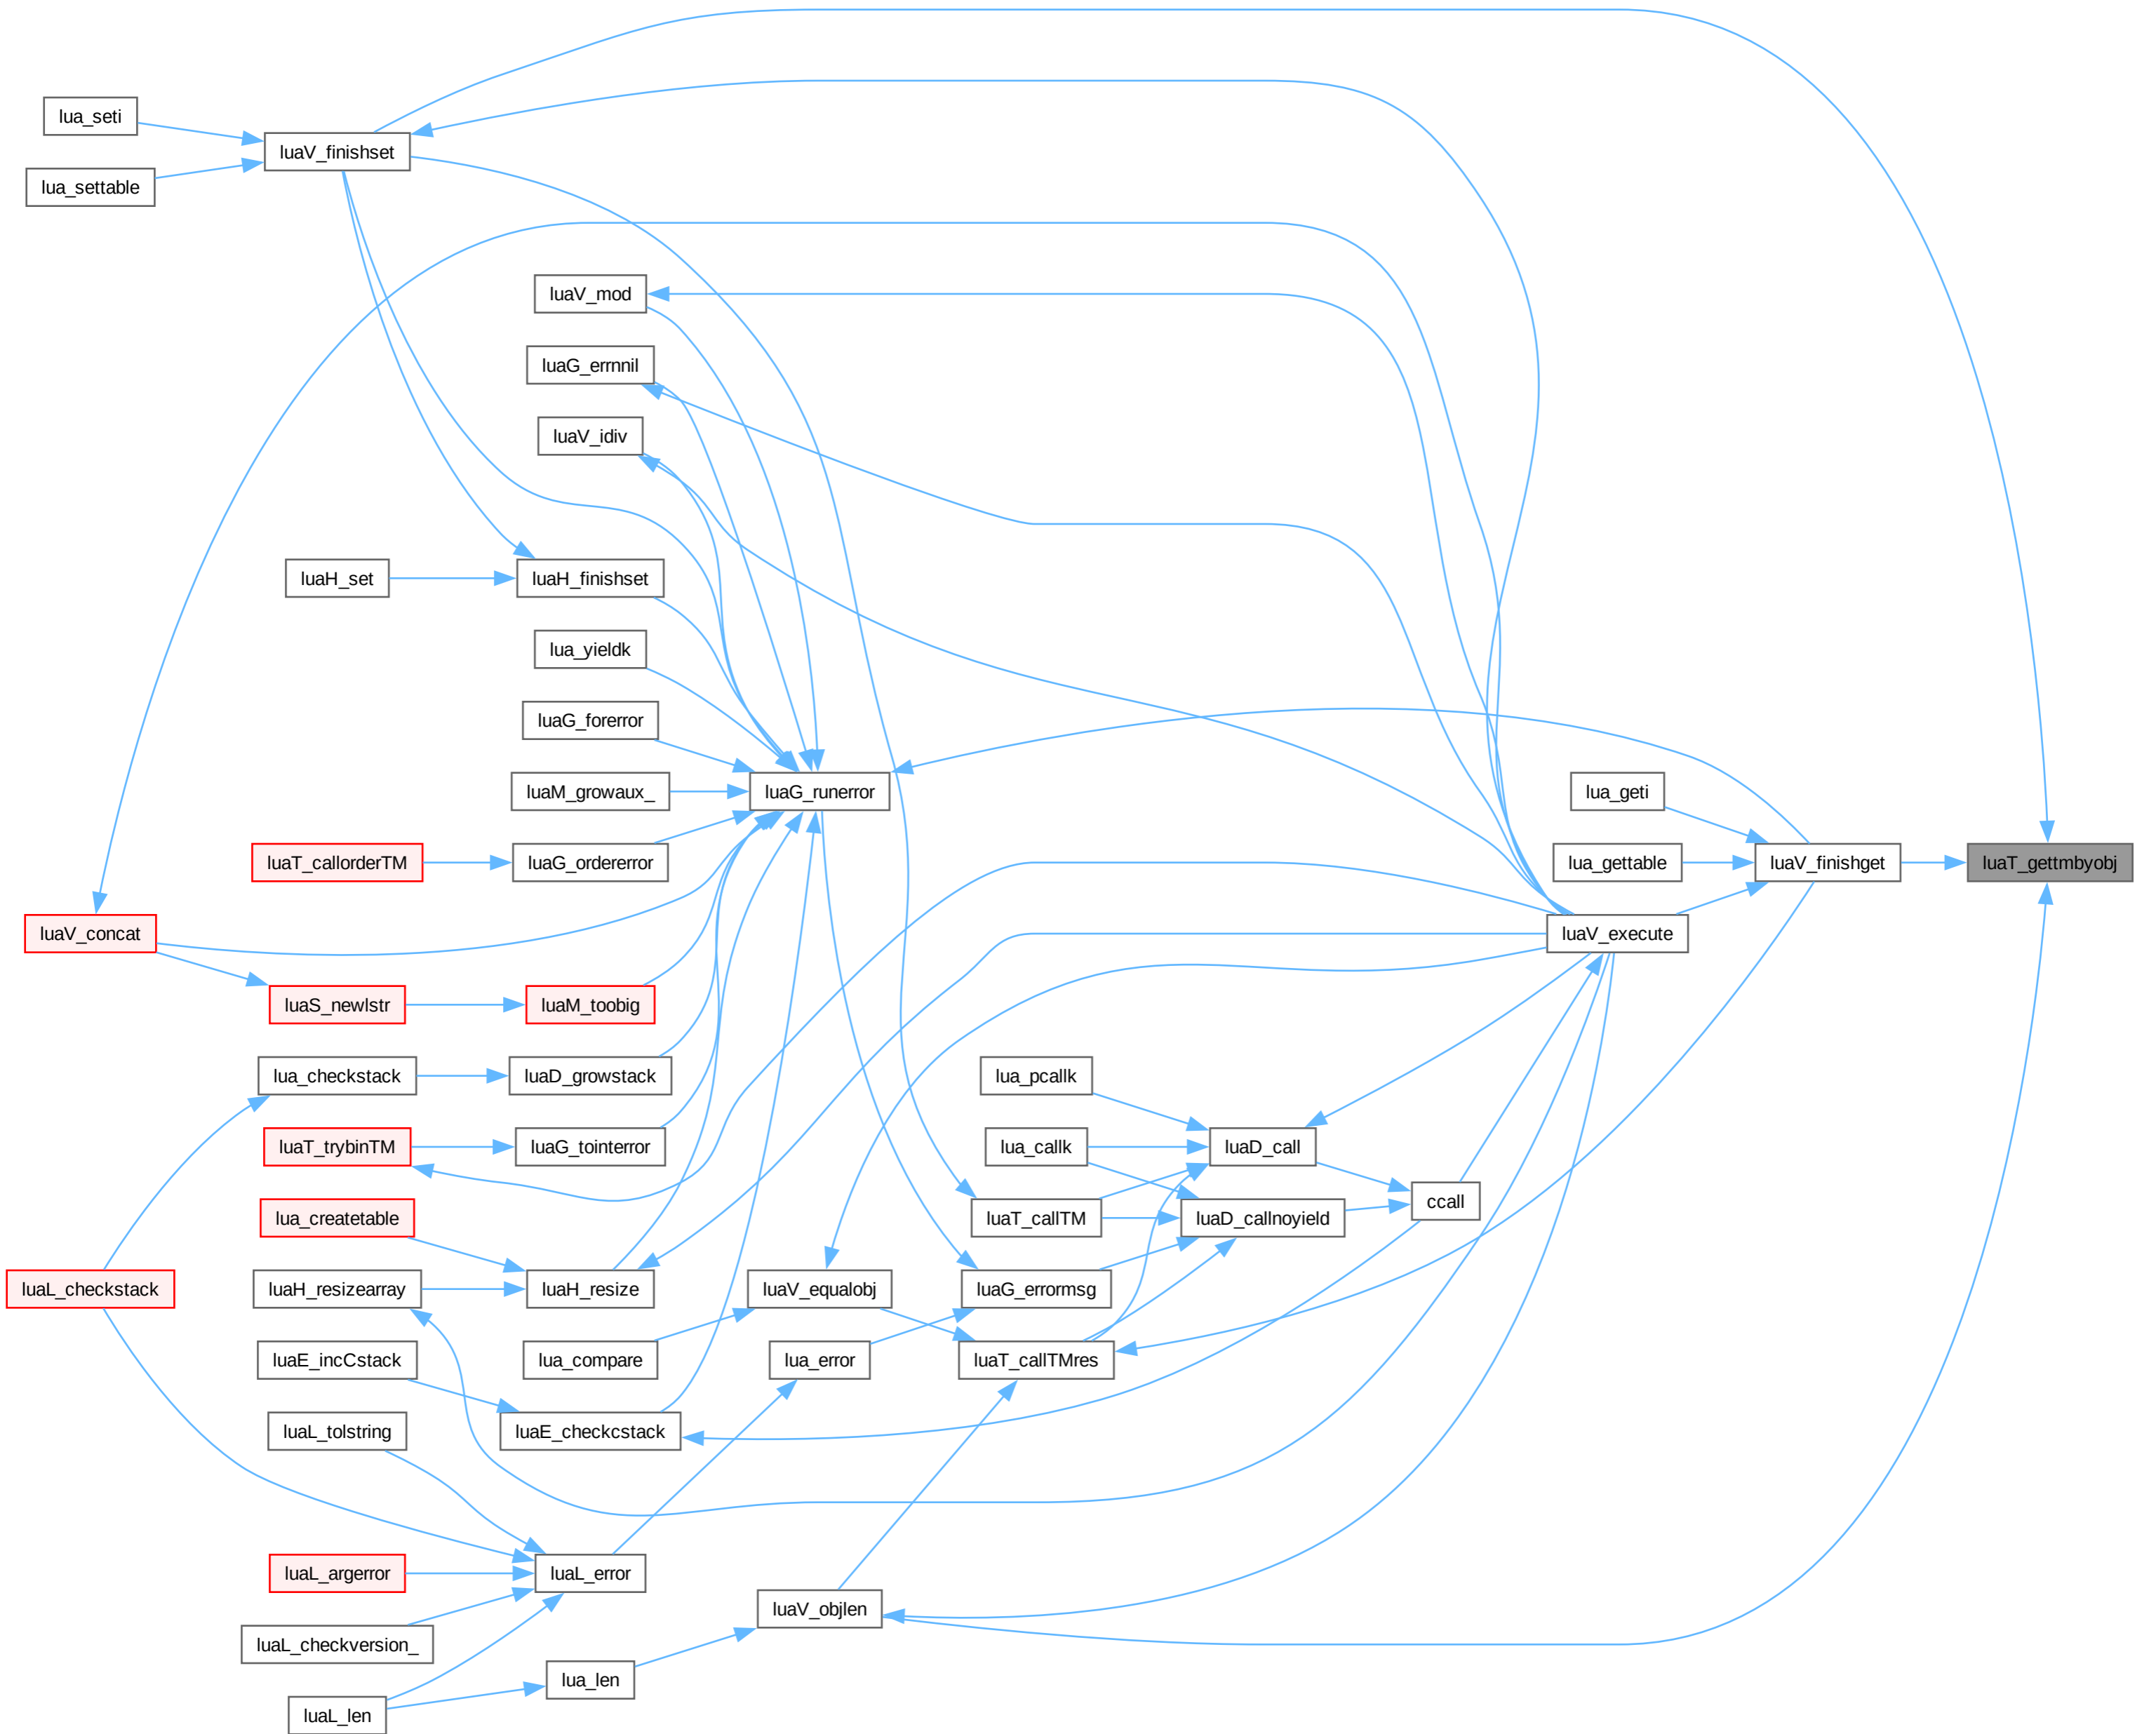 lua_seti
luaV_finishset
lua_settable
luaV_mod
luaG_errnnil
luaV_idiv
luaH_set
luaH_finishset
lua_yieldk
luaG_forerror
luaM_growaux_
luaG_runerror
lua_geti
luaT_callorderTM
luaG_ordererror
lua_gettable
luaV_finishget
luaT_gettmbyobj
luaV_concat
luaV_execute
luaS_newlstr
luaM_toobig
lua_checkstack
luaD_growstack
lua_pcallk
luaT_trybinTM
luaG_tointerror
lua_callk
luaD_call
lua_createtable
luaT_callTM
luaD_callnoyield
ccall
luaL_checkstack
luaH_resizearray
luaH_resize
luaV_equalobj
luaG_errormsg
luaE_incCstack
lua_compare
lua_error
luaT_callTMres
luaL_tolstring
luaE_checkcstack
luaL_argerror
luaL_error
luaV_objlen
luaL_checkversion_
lua_len
luaL_len